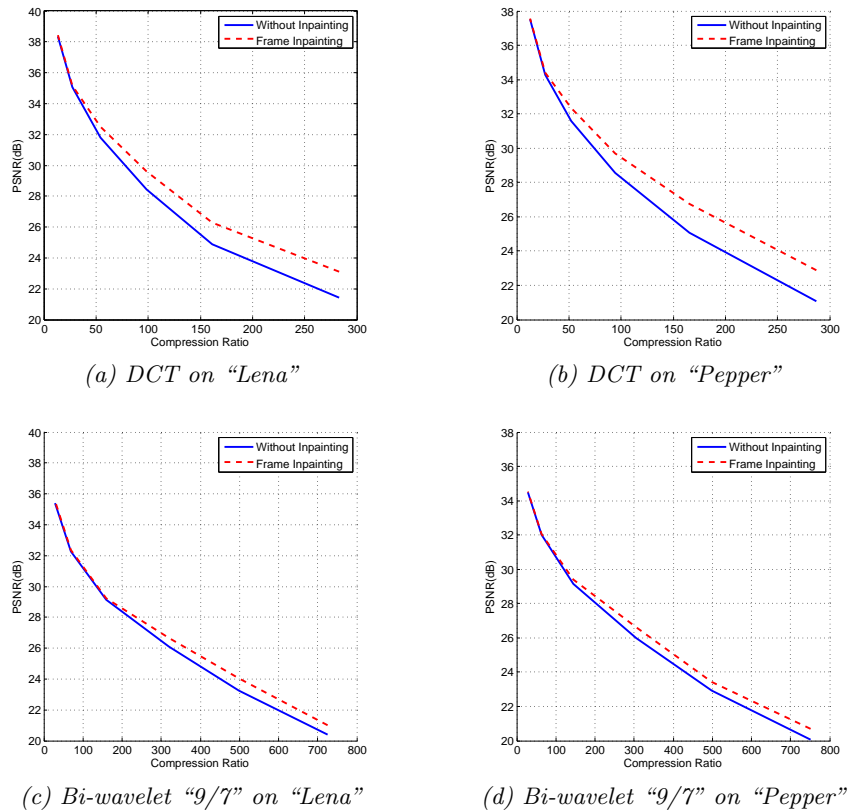 40
38
36
34
32
30
28
26
24
22
20
0 50 100 150 200 250 300
PSNR(dB)
Compression Ratio
Without Inpainting
Frame Inpainting
(a) DCT on “Lena”
38
36
34
32
30
28
26
24
22
20
0 50 100 150 200 250 300
PSNR(dB)
Compression Ratio
Without Inpainting
Frame Inpainting
(b) DCT on “Pepper”
40
38
36
34
32
30
28
26
24
22
20
0 100 200 300 400 500 600 700 800
PSNR(dB)
Compression Ratio
Without Inpainting
Frame Inpainting
(c) Bi-wavelet “9/7” on “Lena”
38
36
34
32
30
28
26
24
22
20
0 100 200 300 400 500 600 700 800
PSNR(dB)
Compression Ratio
Without Inpainting
Frame Inpainting
(d) Bi-wavelet “9/7” on “Pepper”